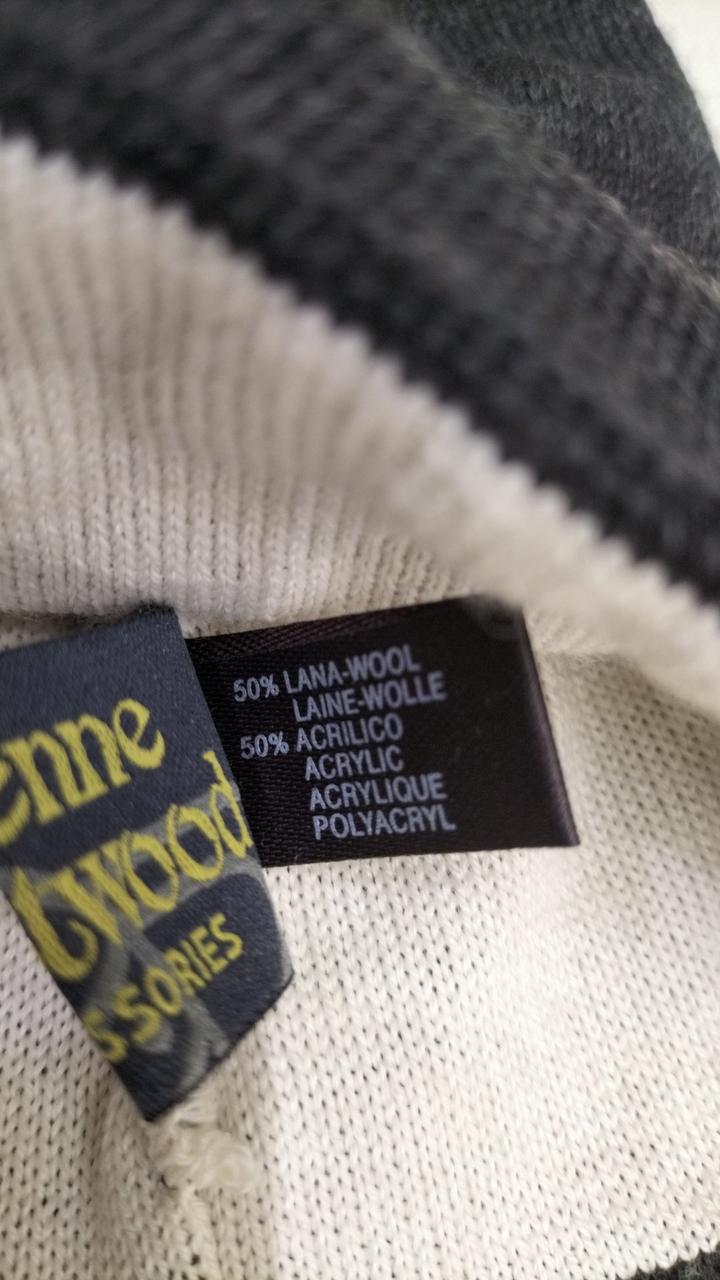 enne
twood
SSORIES
50% LANA-WOOL
LAINE-WOLLE
50% ACRILICO
ACRYLIC
ACRYLIQUE
POLYACRYL